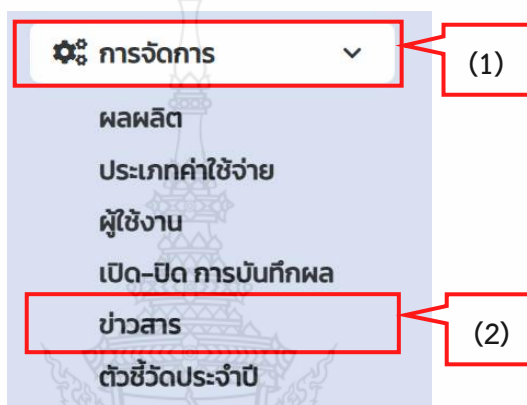 การจัดการ
(1)
ผลผลิต
ประเภทค่าใช้จ่าย
ผู้ใช้งาน
เปิด-ปิด การบันทึกผล
ข่าวสาร
(2)
ตัวชี้วัดประจำปี